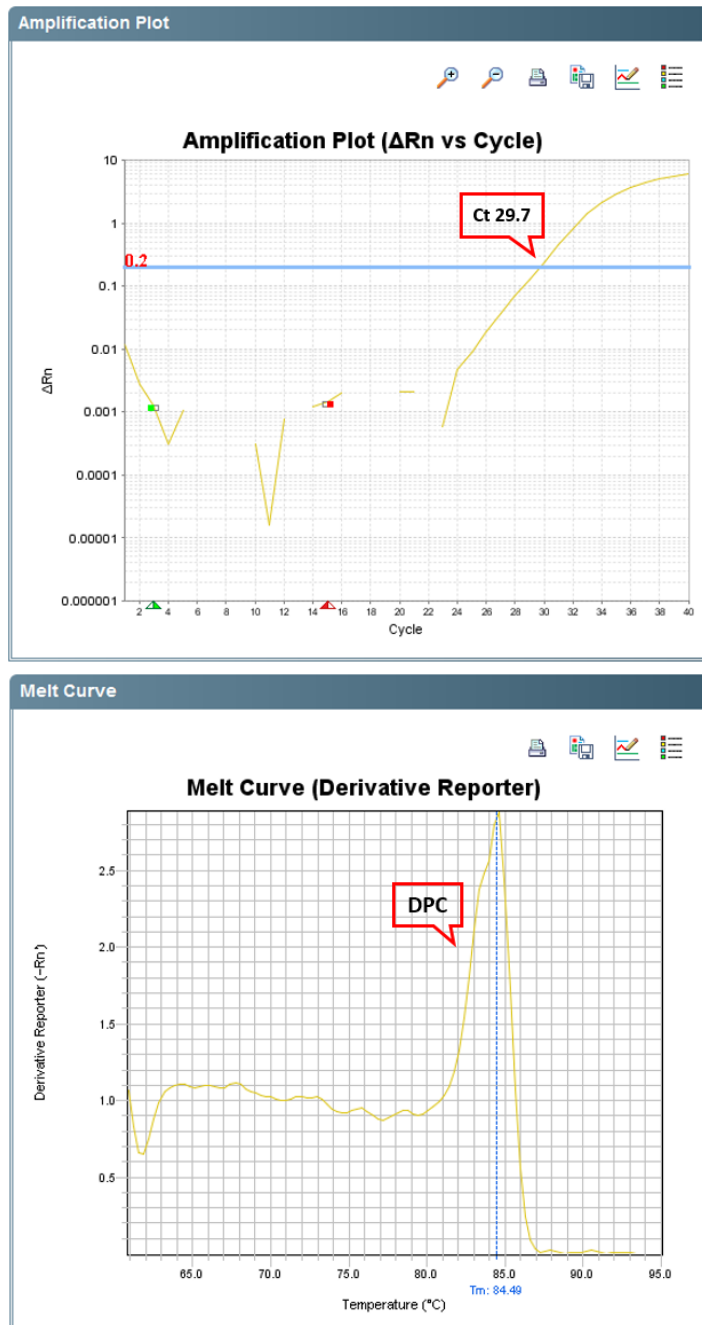 Amplification Plot
Amplification Plot (ΔRn vs Cycle)
10
Ct 29.7
1
0.2
0.1
0.01
ΔRn
0.001
0.0001
0.00001
0.000001
2 4 6 8 10 12 14 16 18 20 22 24 26 28 30 32 34 36 38 40
Cycle
Melt Curve
Melt Curve (Derivative Reporter)
2.5
DPC
2.0
Derivative Reporter (-Rn')
1.5
1.0
0.5
65.0 70.0 75.0 80.0 85.0 90.0 95.0
Tm: 84.49
Temperature (°C)